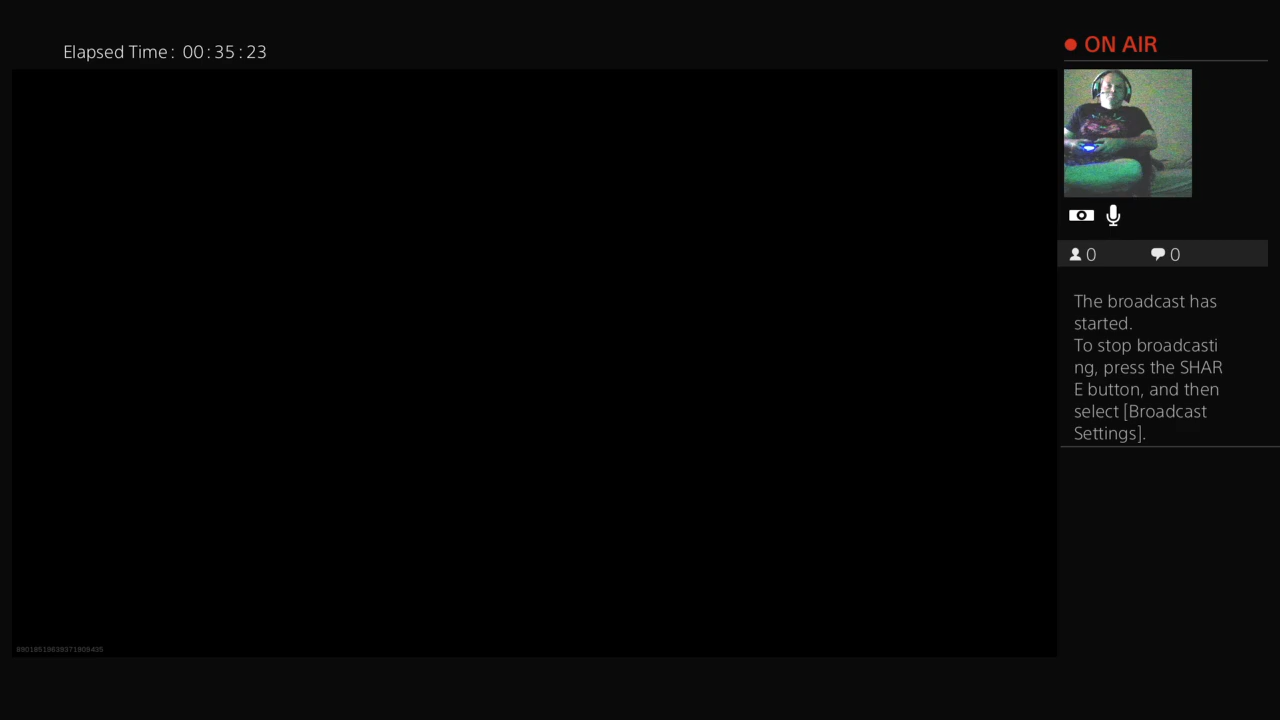 Elapsed Time: 00:35:23
ON AIR
0 0
The broadcast has
started.
To stop broadcasti
ng, press the SHAR
E button, and then
select [Broadcast
Settings].